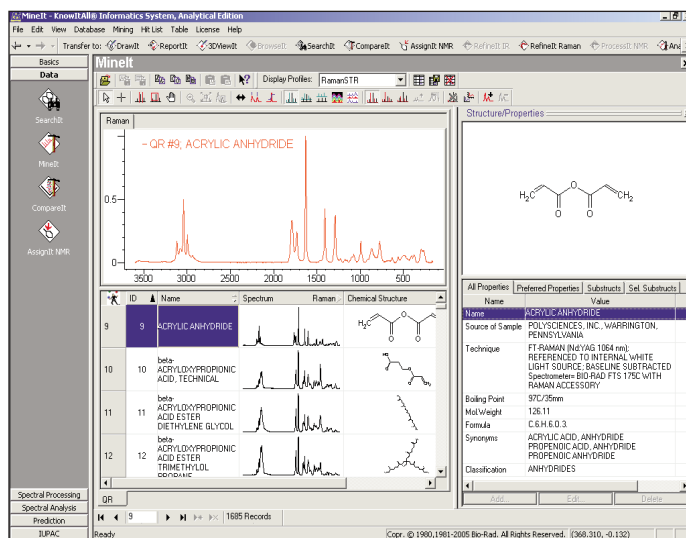 MineIt - KnowItAll® Informatics System, Analytical Edition
File Edit View Database Mining Hit List Table License Help
Transfer to: DrawIt ReportIt 3DViewIt BrowseIt SearchIt CompareIt AssignIt NMR RefineIt IR RefineIt Raman ProcessIt NMR
Basics
Data
SearchIt
MineIt
CompareIt
AssignIt NMR
Spectral Processing
Spectral Analysis
Prediction
IUPAC
MineIt
Display Profiles: RamanSTR
Raman
QR #9; ACRYLIC ANHYDRIDE
0.5
0
3500 3000 2500 2000 1500 1000 500
ID Name Spectrum Raman Chemical Structure
9 9 ACRYLIC ANHYDRIDE
10 10 beta-
ACRYLOXYPROPIONIC
ACID, TECHNICAL
11 11 beta-
ACRYLOXYPROPIONIC
ACID ESTER
DIETHYLENE GLYCOL
12 12 beta-
ACRYLOXYPROPIONIC
ACID ESTER
TRIMETHYLOL
PROPANE
QR
9 1685 Records
Structure/Properties
H2C O CH2
O O
All Properties Preferred Properties Substructs Sel. Substructs
Name Value
Name ACRYLIC ANHYDRIDE
Source of Sample POLYSCIENCES, INC., WARRINGTON,
PENNSYLVANIA
Technique FT-RAMAN (Nd:YAG 1064 nm);
REFERENCED TO INTERNAL WHITE
LIGHT SOURCE; BASELINE SUBTRACTED
Spectrometer= BIO-RAD FTS 175C WITH
RAMAN ACCESSORY
Boiling Point 97C/35mm
Mol.Weight 126.11
Formula C.6.H.6.O.3.
Synonyms ACRYLIC ACID, ANHYDRIDE
PROPENOIC ACID, ANHYDRIDE
PROPENOIC ANHYDRIDE
Classification ANHYDRIDES
Add... Edit... Delete
Ready Copr. © 1980,1981-2005 Bio-Rad. All Rights Reserved. (368.310, -0.132)